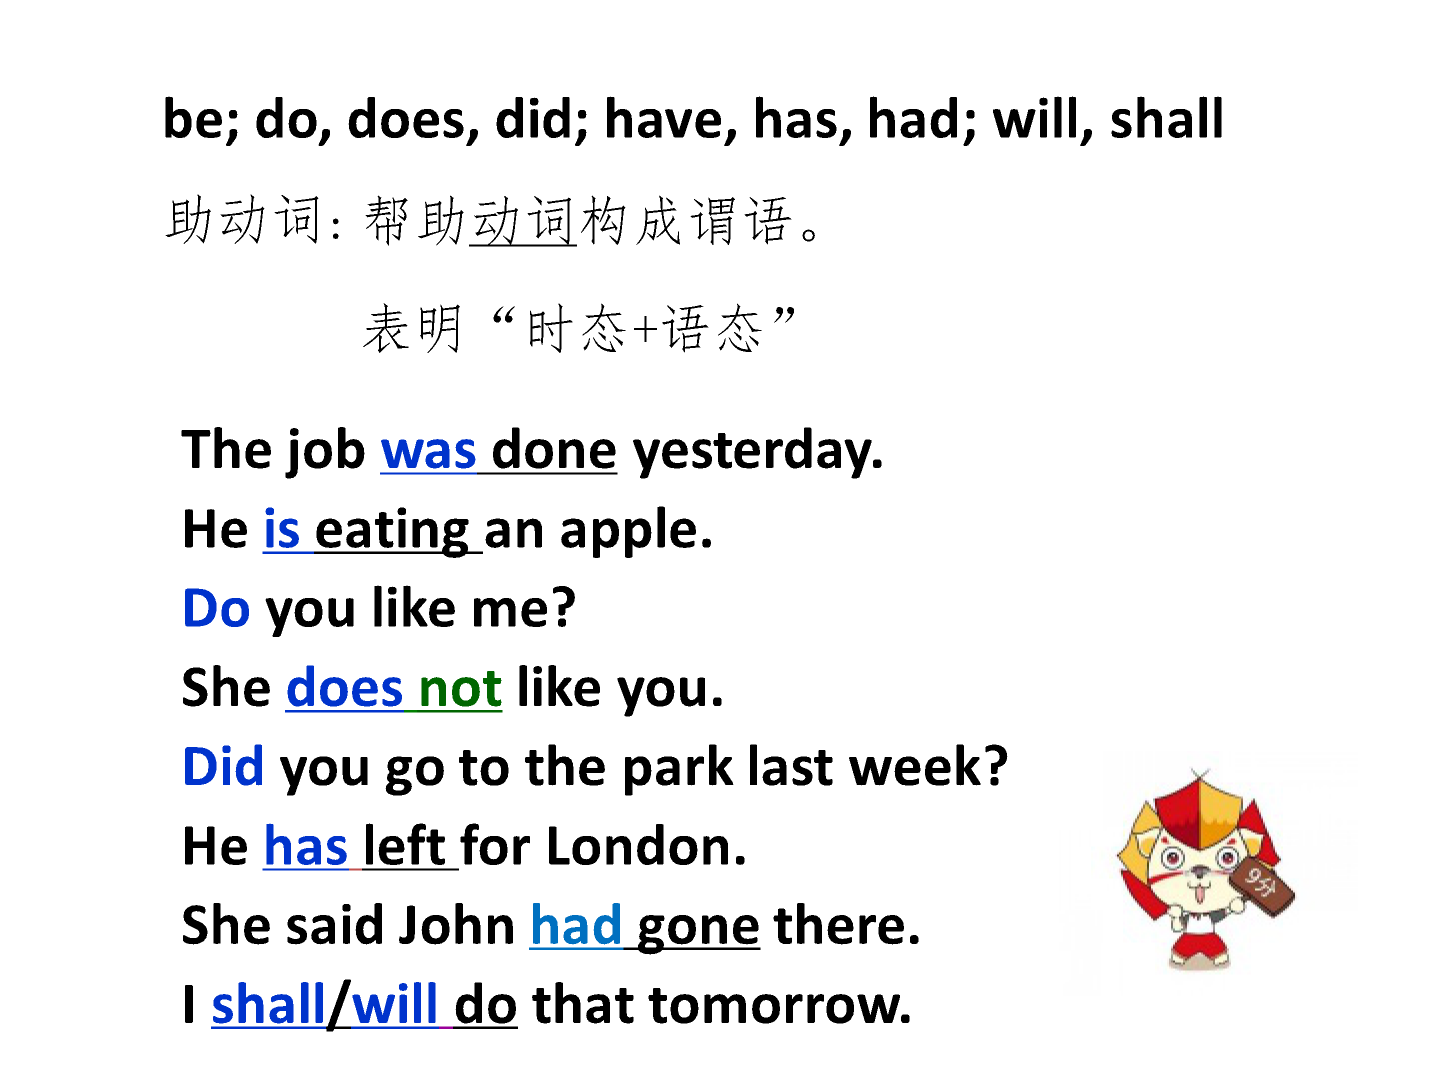 be; do, does, did; have, has, had; will, shall
助动词：帮助动词构成谓语。
表明“时态+语态”
The job was done yesterday.
He is eating an apple.
Do you like me?
She does not like you.
Did you go to the park last week?
He has left for London.
She said John had gone there.
I shall/will do that tomorrow.
9分